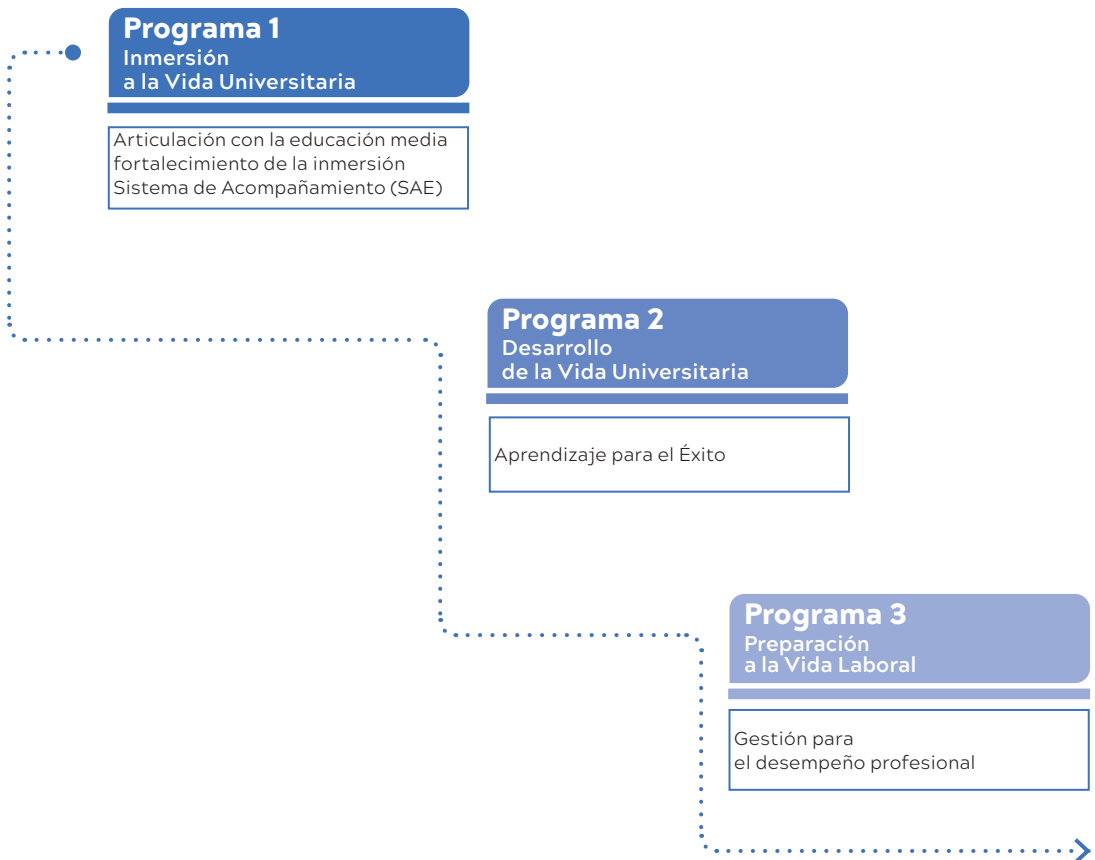 Programa 1
Inmersión
a la Vida Universitaria
Articulación con la educación media
fortalecimiento de la inmersión
Sistema de Acompañamiento (SAE)
Programa 2
Desarrollo
de la Vida Universitaria
Aprendizaje para el Éxito
Programa 3
Preparación
a la Vida Laboral
Gestión para
el desempeño profesional